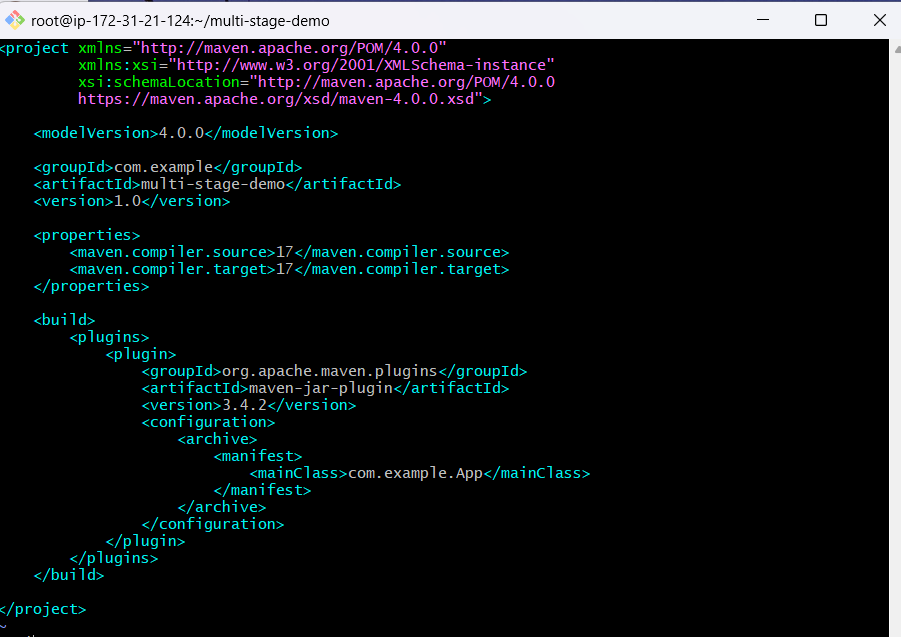 root@ip-172-31-21-124:~/multi-stage-demo
<project xmlns="http://maven.apache.org/POM/4.0.0"
         xmlns:xsi="http://www.w3.org/2001/XMLSchema-instance"
         xsi:schemaLocation="http://maven.apache.org/POM/4.0.0
         https://maven.apache.org/xsd/maven-4.0.0.xsd">

    <modelVersion>4.0.0</modelVersion>

    <groupId>com.example</groupId>
    <artifactId>multi-stage-demo</artifactId>
    <version>1.0</version>

    <properties>
        <maven.compiler.source>17</maven.compiler.source>
        <maven.compiler.target>17</maven.compiler.target>
    </properties>

    <build>
        <plugins>
            <plugin>
                <groupId>org.apache.maven.plugins</groupId>
                <artifactId>maven-jar-plugin</artifactId>
                <version>3.4.2</version>
                <configuration>
                    <archive>
                        <manifest>
                            <mainClass>com.example.App</mainClass>
                        </manifest>
                    </archive>
                </configuration>
            </plugin>
        </plugins>
    </build>

</project>
~